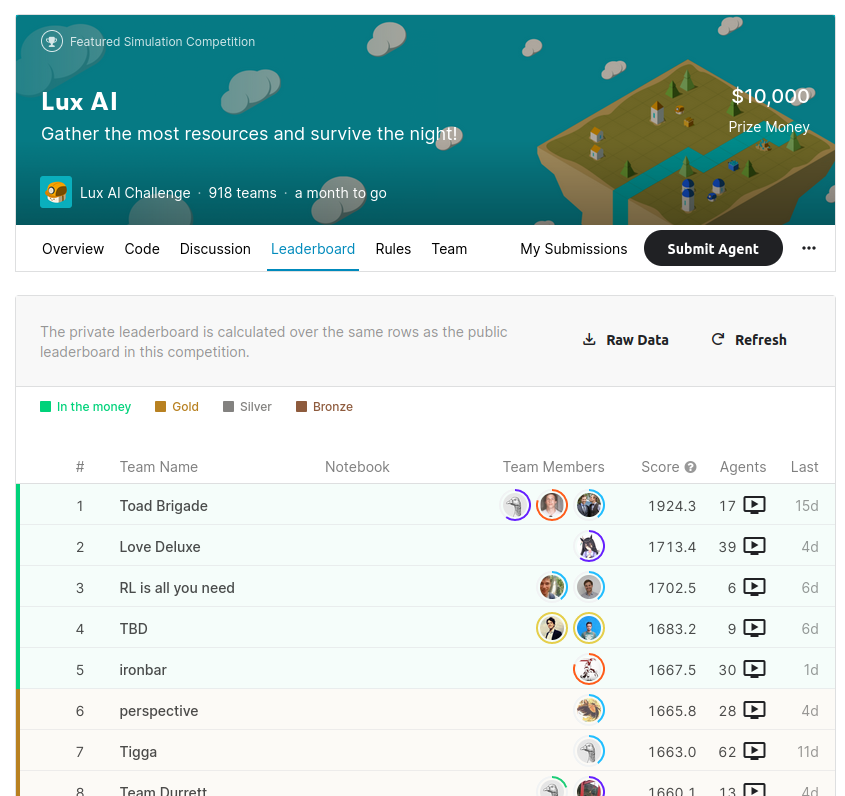 Featured Simulation Competition
Lux AI
Gather the most resources and survive the night!
$10,000
Prize Money
Lux AI Challenge · 918 teams · a month to go
Overview Code Discussion Leaderboard Rules Team My Submissions Submit Agent ···
The private leaderboard is calculated over the same rows as the public
leaderboard in this competition.
Raw Data Refresh
In the money Gold Silver Bronze
# Team Name Notebook Team Members Score ? Agents Last
1 Toad Brigade 1924.3 17 15d
2 Love Deluxe 1713.4 39 4d
3 RL is all you need 1702.5 6 6d
4 TBD 1683.2 9 6d
5 ironbar 1667.5 30 1d
6 perspective 1665.8 28 4d
7 Tigga 1663.0 62 11d
8 Team Durrett 1660.1 13 4d